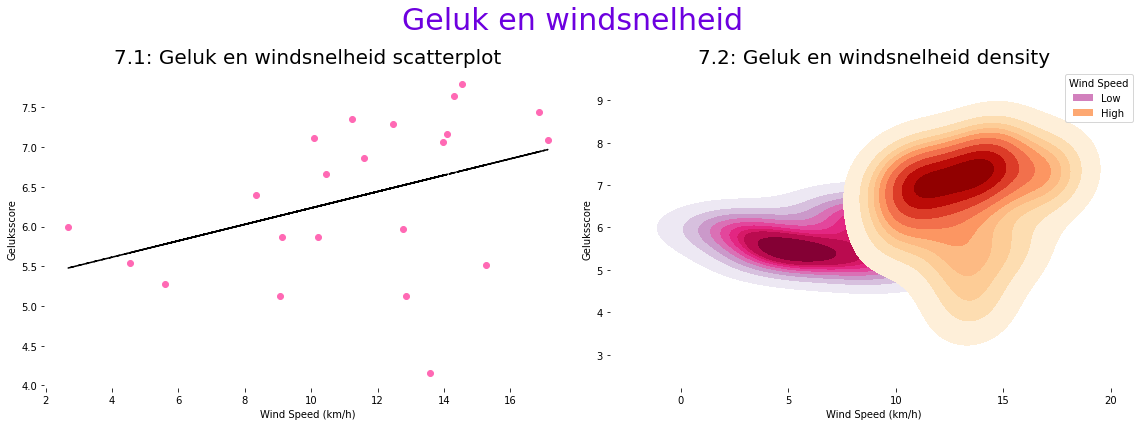 Geluk en windsnelheid
7.1: Geluk en windsnelheid scatterplot
7.5
7.0
6.5
6.0
5.5
5.0
4.5
4.0
Geluksscore
2 4 6 8 10 12 14 16
Wind Speed (km/h)
7.2: Geluk en windsnelheid density
Wind Speed
Low
High
9
8
7
6
5
4
3
Geluksscore
0 5 10 15 20
Wind Speed (km/h)